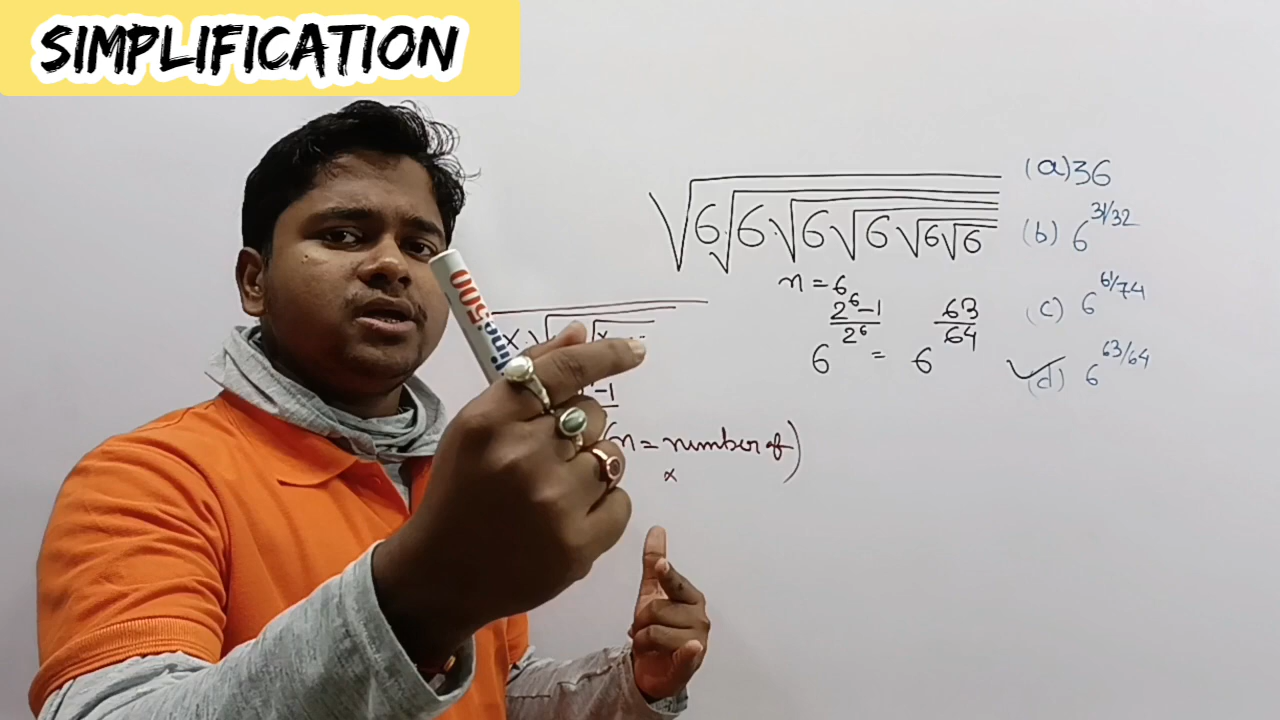 SIMPLIFICATION
√6√6√6√6√6√6
n = 6
6^(2^6-1)/2^6 = 6^63/64
(a) 36
(b) 6^31/32
(c) 6^61/74
(d) 6^63/64
x·√
-1
(n = number of)
x
500